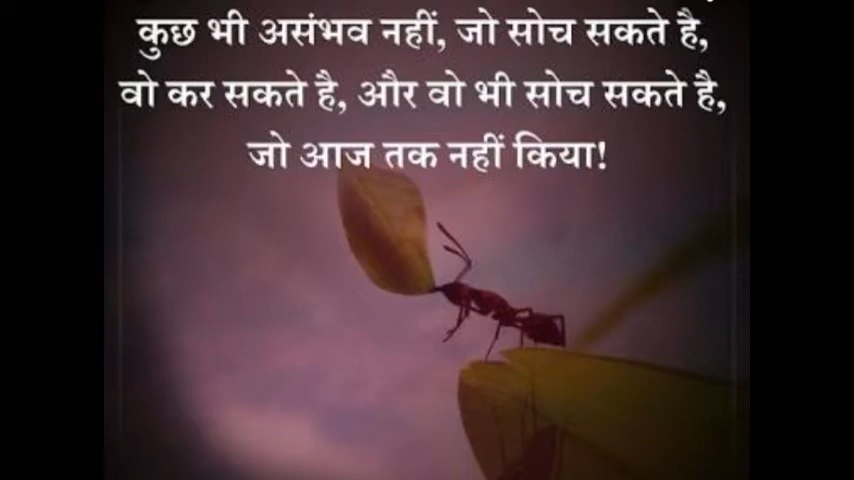 कुछ भी असंभव नहीं, जो सोच सकते है,
वो कर सकते है, और वो भी सोच सकते है,
जो आज तक नहीं किया!